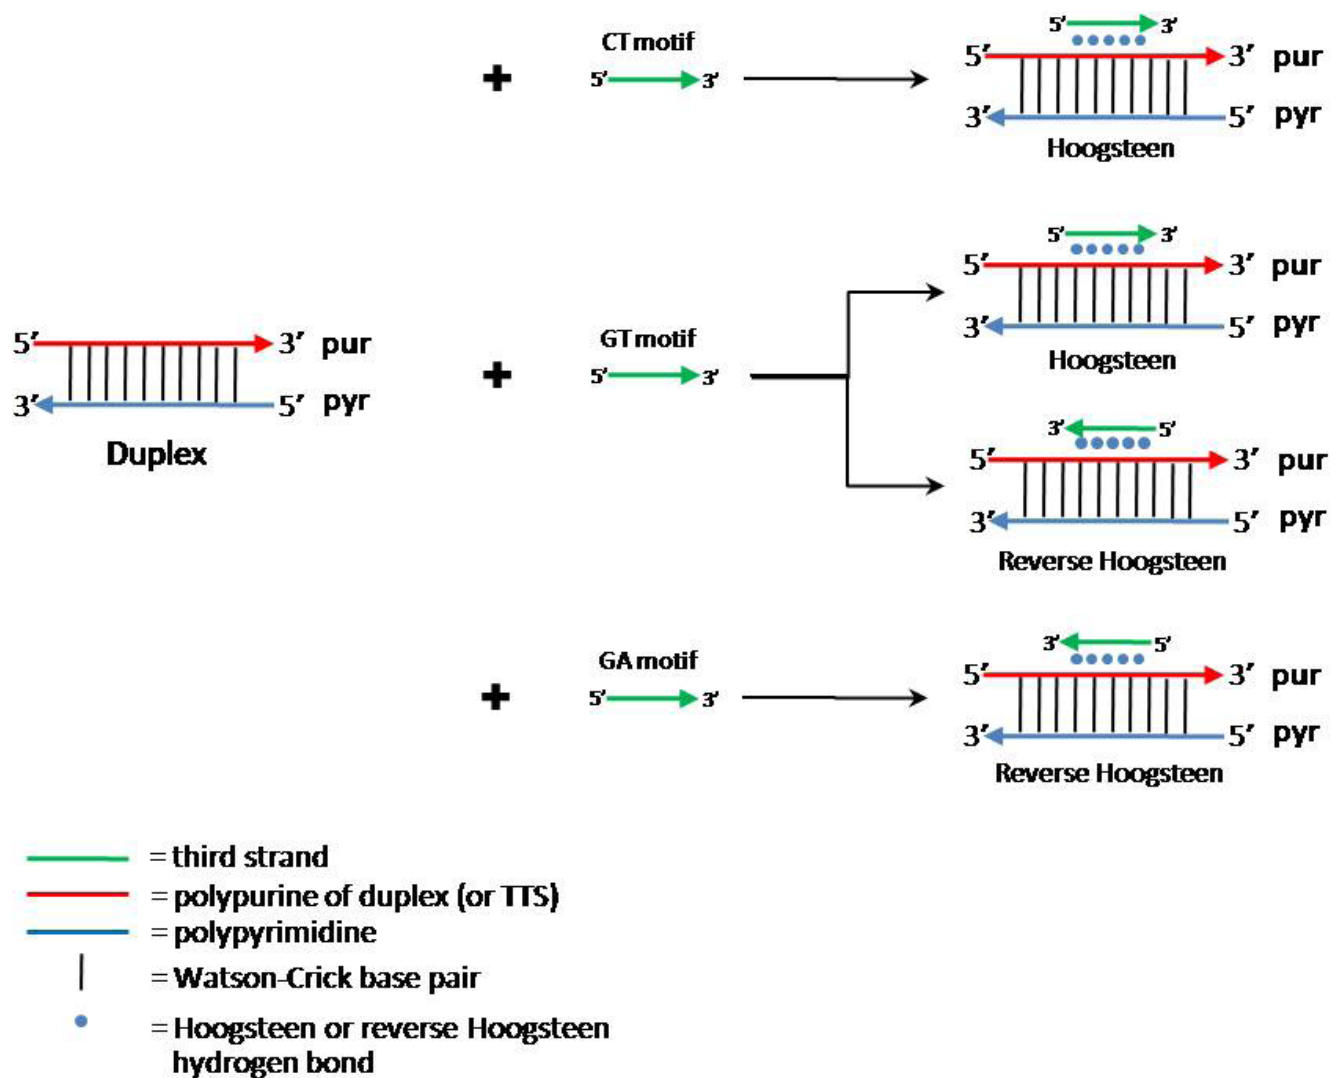 CT motif
5′ 3′
+
5′ 3′
5′ 3′ pur
3′ 5′ pyr
Hoogsteen
5′ 3′
5′ 3′ pur
3′ 5′ pyr
Hoogsteen
5′ 3′ pur
3′ 5′ pyr
Duplex
+
GT motif
5′ 3′
3′ 5′
5′ 3′ pur
3′ 5′ pyr
Reverse Hoogsteen
+
GA motif
5′ 3′
3′ 5′
5′ 3′ pur
3′ 5′ pyr
Reverse Hoogsteen
= third strand
= polypurine of duplex (or TTS)
= polypyrimidine
= Watson-Crick base pair
= Hoogsteen or reverse Hoogsteen
hydrogen bond